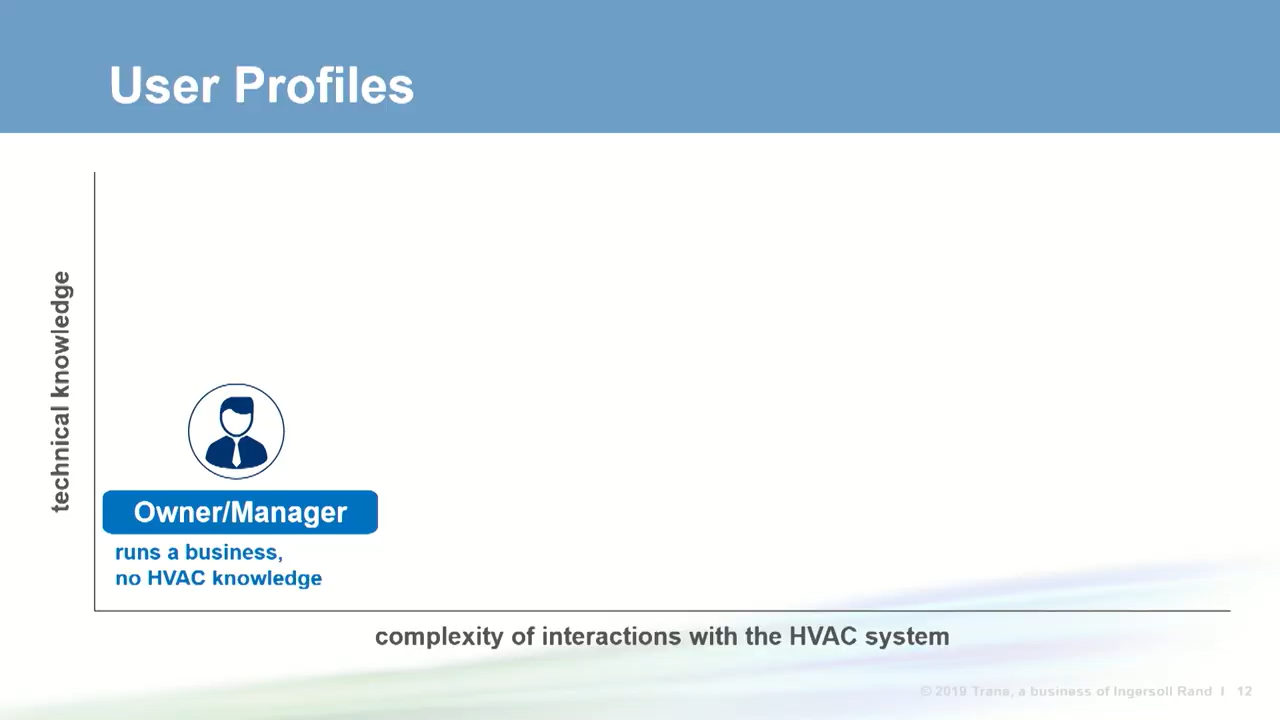 User Profiles
technical knowledge
Owner/Manager
runs a business,
no HVAC knowledge
complexity of interactions with the HVAC system
© 2019 Trane, a business of Ingersoll Rand I 12